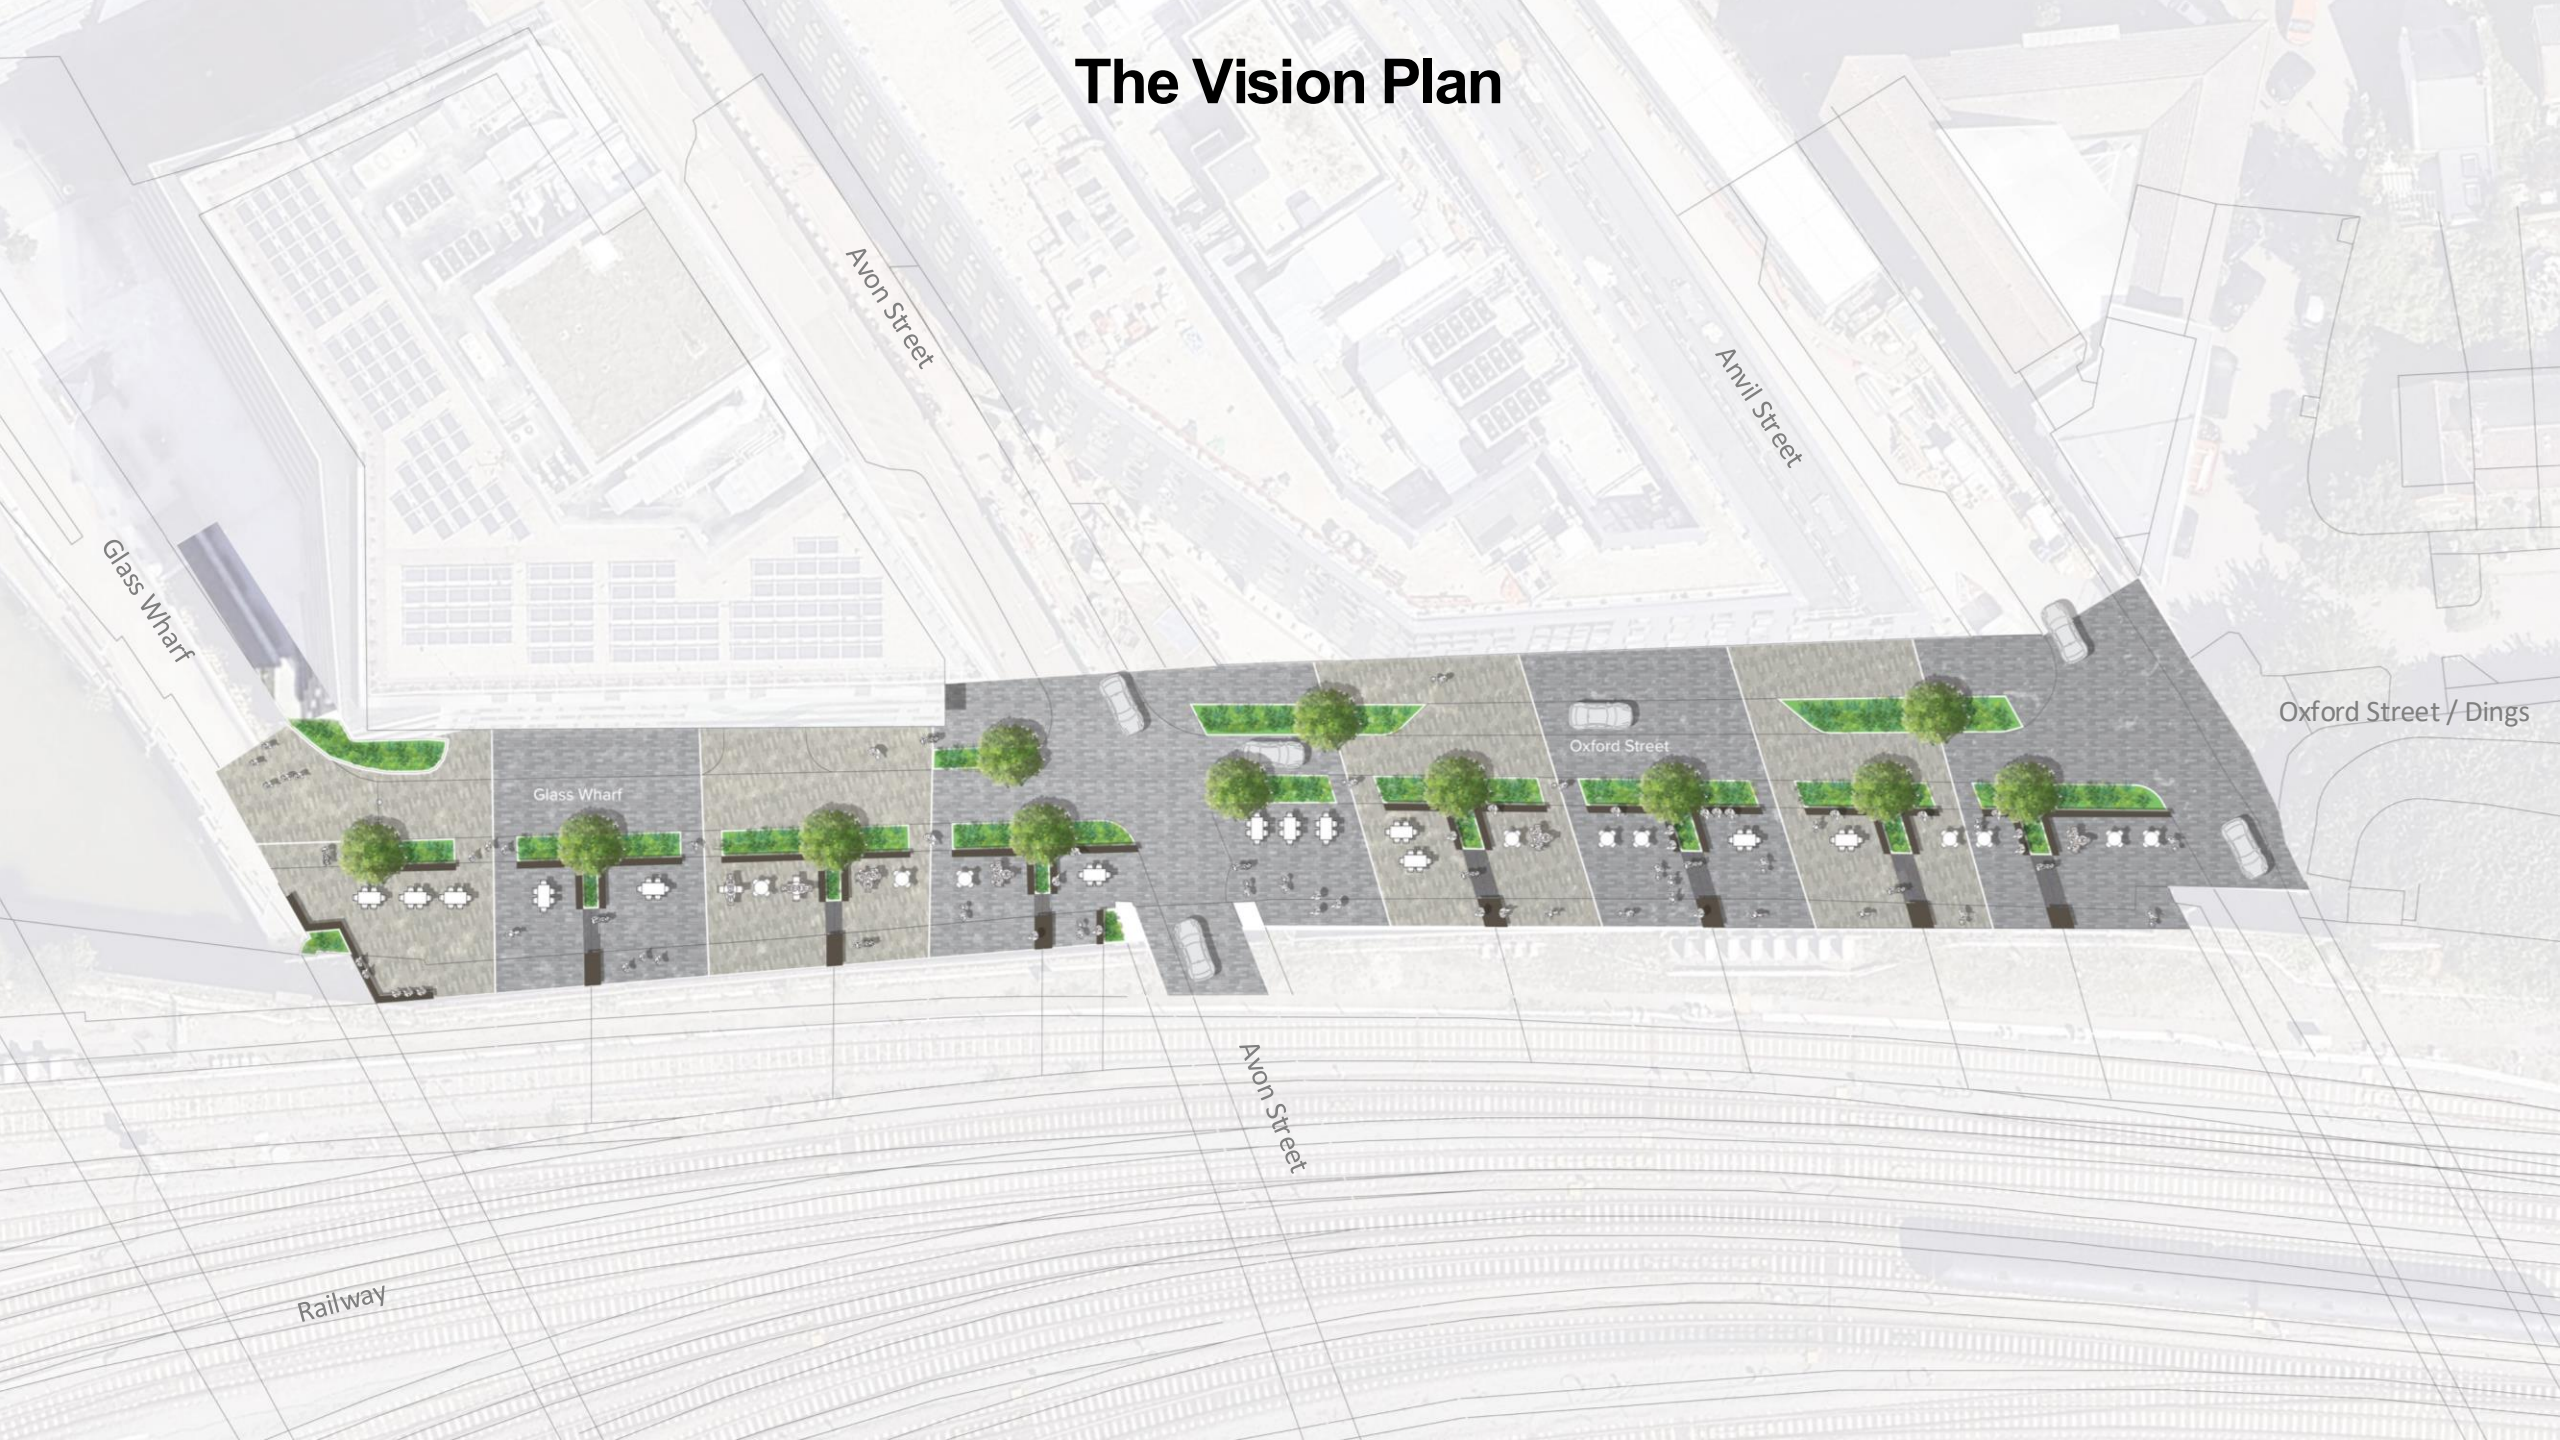 The Vision Plan
Avon Street
Anvil Street
Glass Wharf
Oxford Street / Dings
Oxford Street
Glass Wharf
Avon Street
Railway